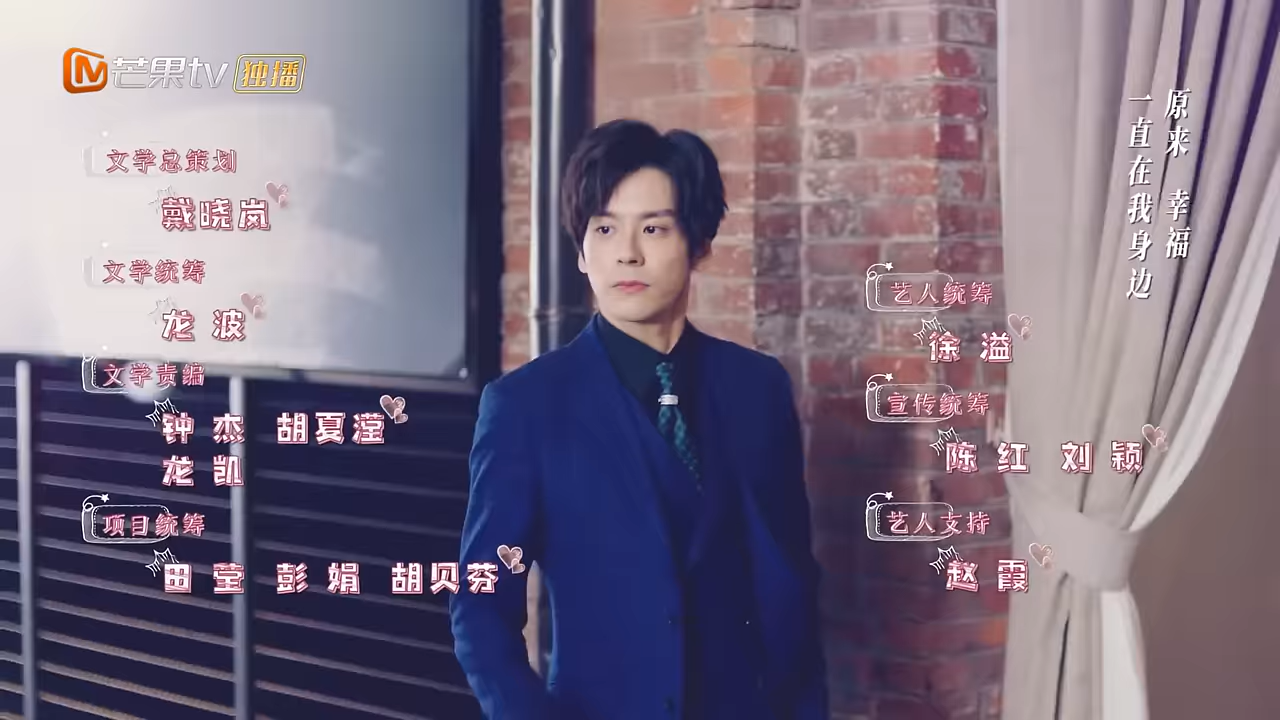 芒果tv 独播
文学总策划
戴晓岚
文学统筹
龙 波
文学责编
钟 杰 胡夏滢
龙 凯
项目统筹
田 莹 彭 娟 胡贝芬
原来 幸福
一直在我身边
艺人统筹
徐 溢
宣传统筹
陈 红 刘 颖
艺人支持
赵 霞